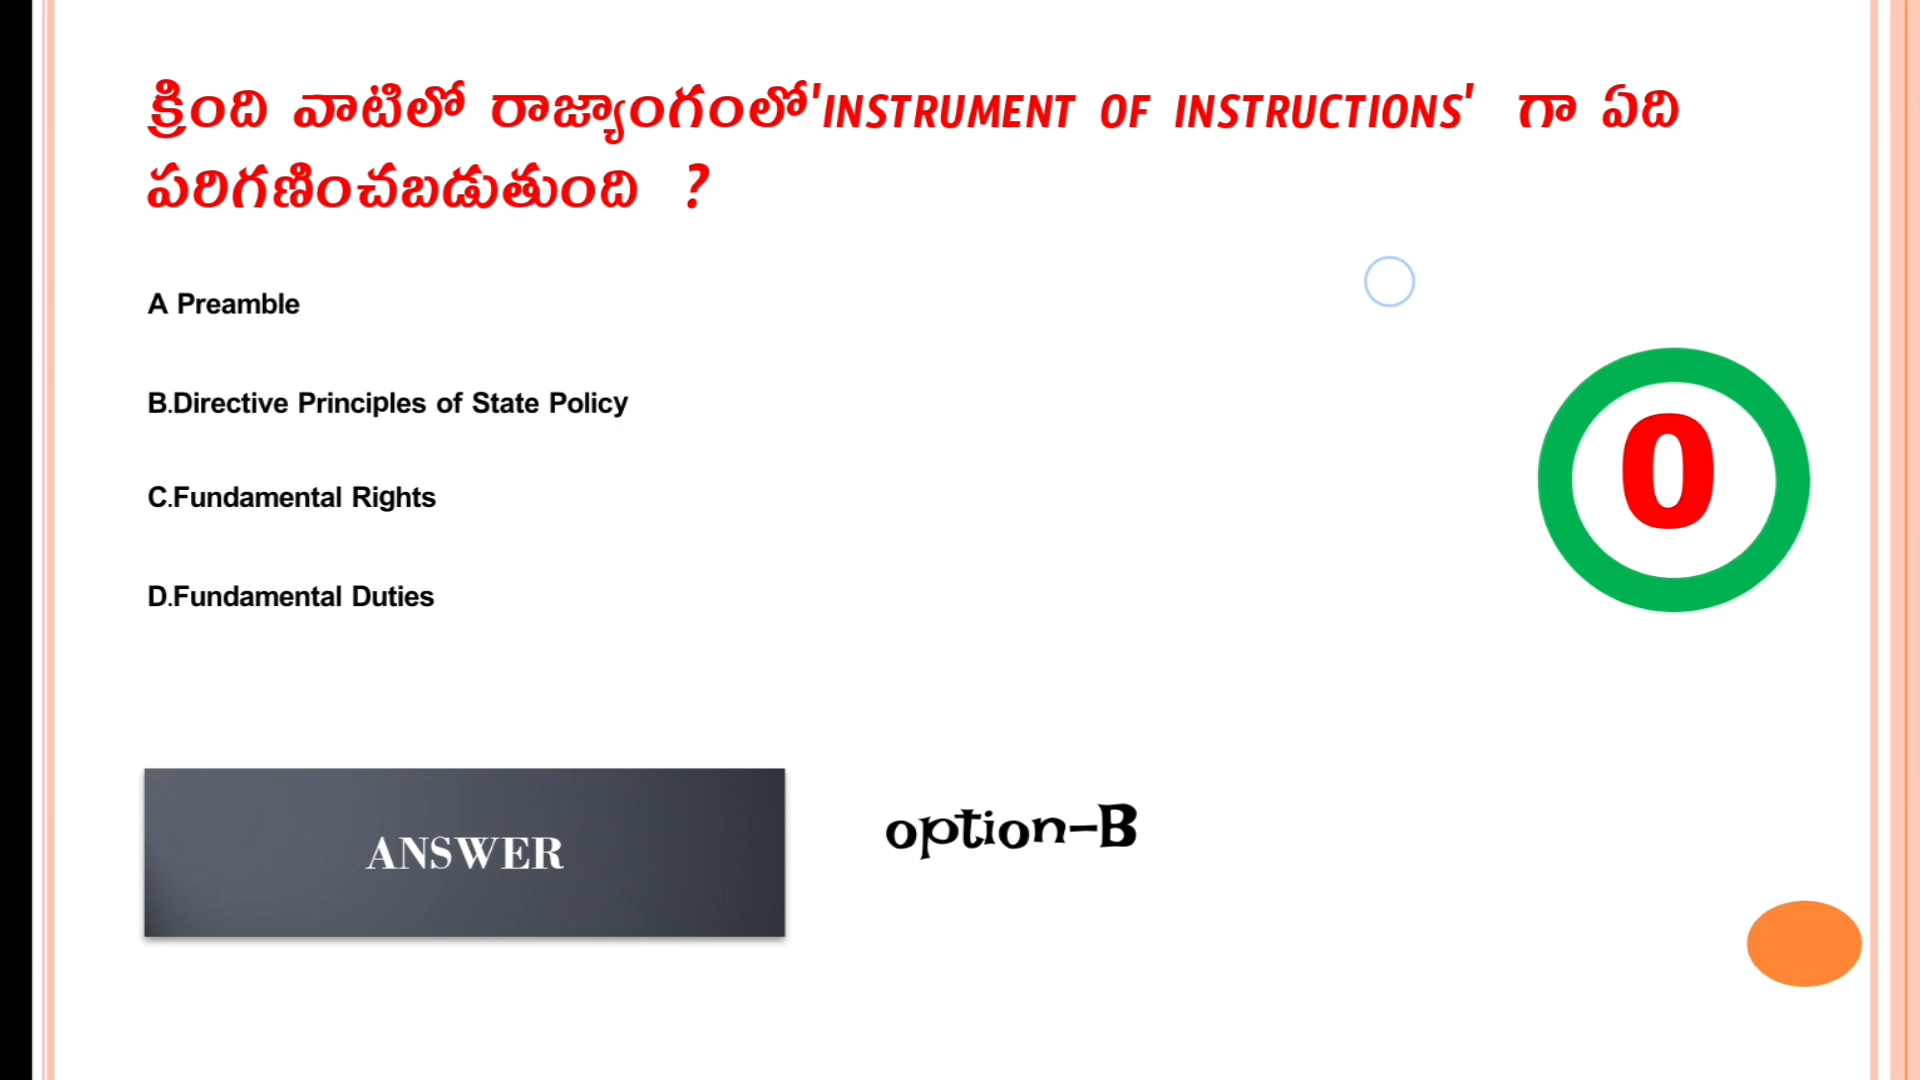 క్రింది వాటిలో రాజ్యాంగంలో'INSTRUMENT OF INSTRUCTIONS' గా ఏది
పరిగణించబడుతుంది ?
A Preamble
B.Directive Principles of State Policy
C.Fundamental Rights
0
D.Fundamental Duties
ANSWER
option-B